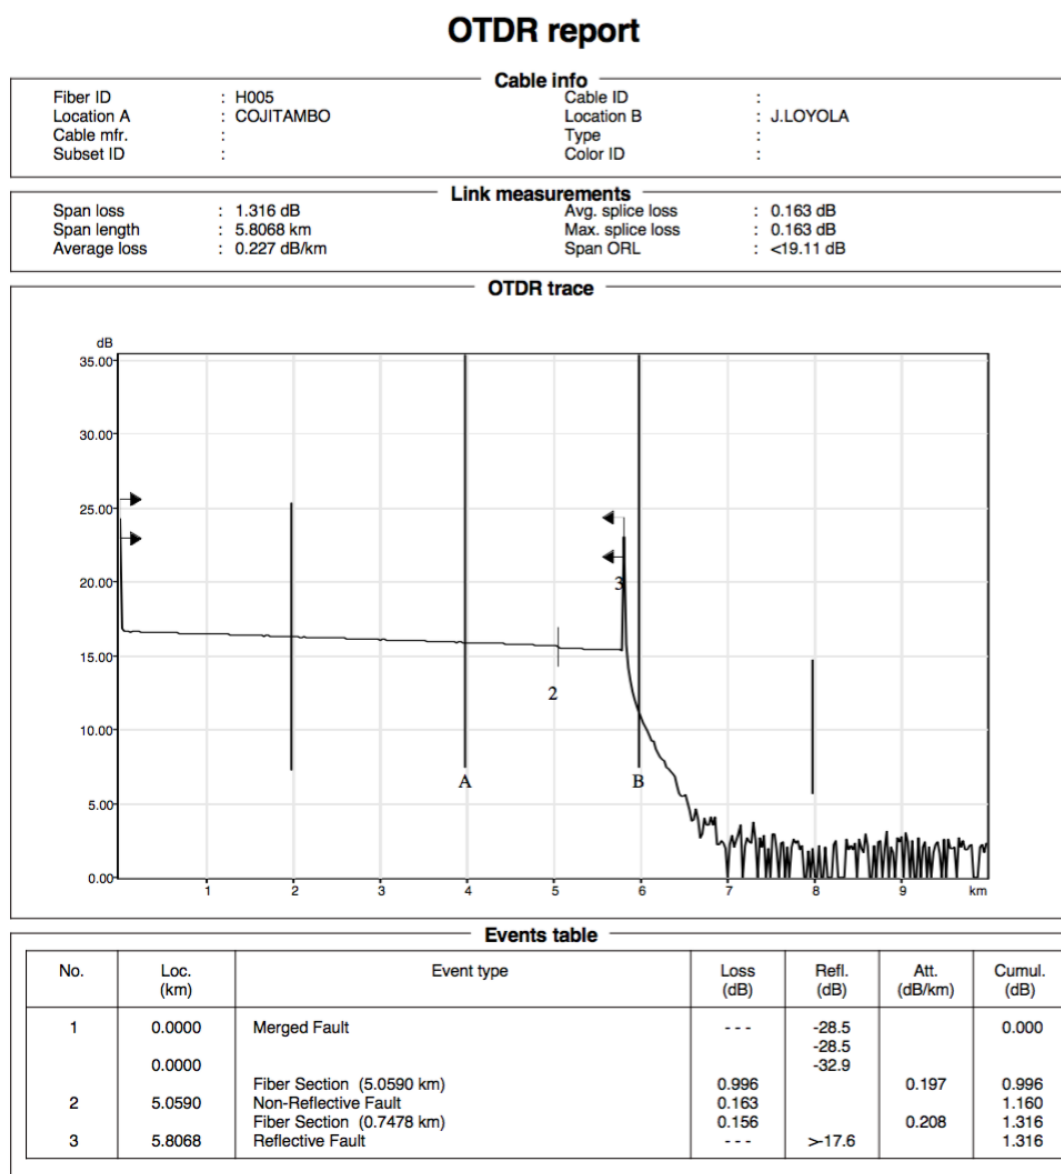 OTDR report
Cable info
Fiber ID : H005 Cable ID :
Location A : COJITAMBO Location B : J.LOYOLA
Cable mfr. : Type :
Subset ID : Color ID :
Link measurements
Span loss : 1.316 dB Avg. splice loss : 0.163 dB
Span length : 5.8068 km Max. splice loss : 0.163 dB
Average loss : 0.227 dB/km Span ORL : <19.11 dB
OTDR trace
dB
35.00
30.00
25.00
20.00
3
15.00
2
10.00
A B
5.00
0.00
1 2 3 4 5 6 7 8 9 km
Events table
No. Loc. Event type Loss Refl. Att. Cumul.
(km) (dB) (dB) (dB/km) (dB)
1 0.0000 Merged Fault - - - -28.5 0.000
-28.5
0.0000 -32.9
Fiber Section (5.0590 km) 0.996 0.197 0.996
2 5.0590 Non-Reflective Fault 0.163 1.160
Fiber Section (0.7478 km) 0.156 0.208 1.316
3 5.8068 Reflective Fault - - - >-17.6 1.316